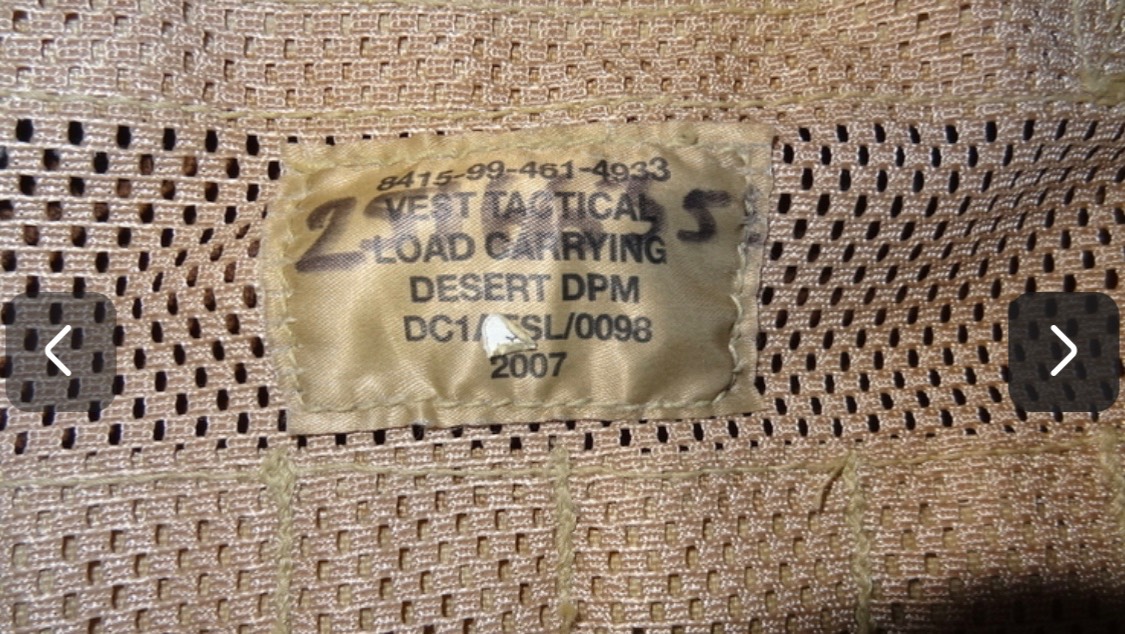 8415-99-461-4933
VEST TACTICAL
LOAD CARRYING
DESERT DPM
2007